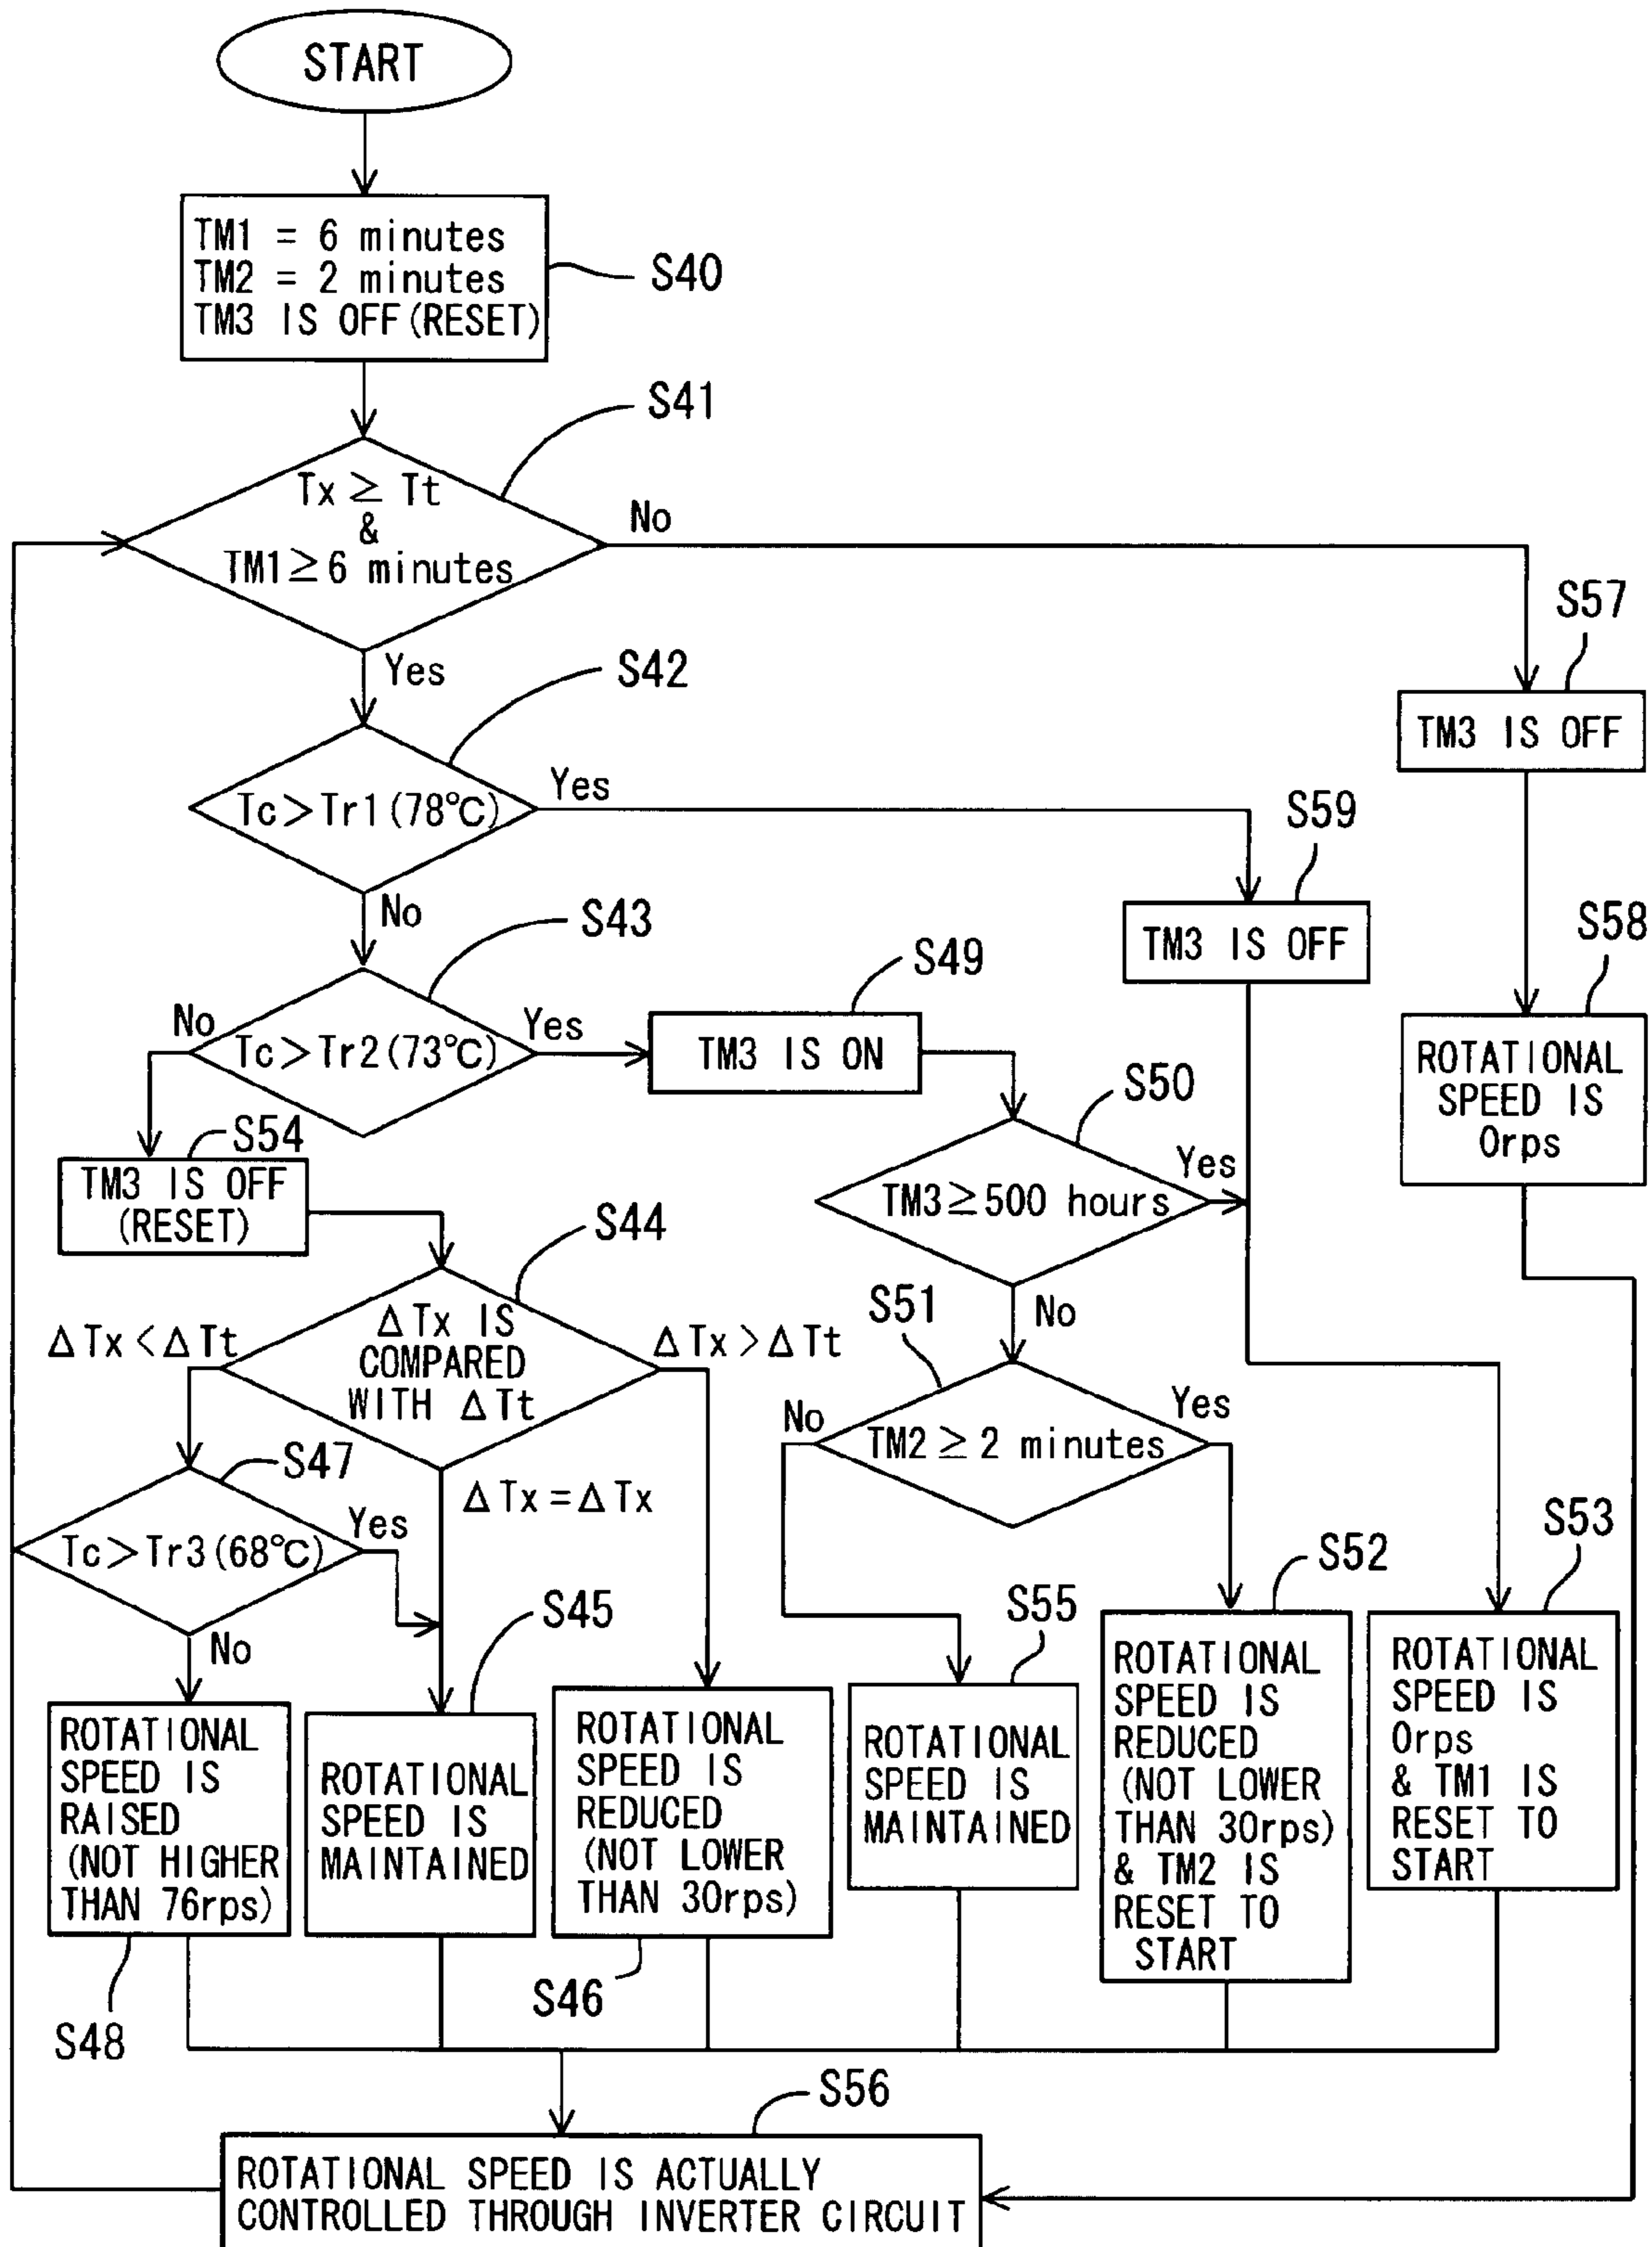 START
TM1 = 6 minutes
TM2 = 2 minutes
TM3 IS OFF(RESET)
S40
S41
Tx ≧ Tt
&
TM1≧6 minutes
No
Yes
S57
TM3 IS OFF
S42
Tc>Tr1(78℃)
Yes
No
S59
TM3 IS OFF
S58
ROTATIONAL
SPEED IS
0rps
S43
Tc>Tr2(73℃)
No
Yes
S49
TM3 IS ON
S50
TM3≧500 hours
Yes
No
S54
TM3 IS OFF
(RESET)
S44
ΔTx IS
COMPARED
WITH ΔTt
ΔTx<ΔTt
ΔTx>ΔTt
ΔTx=ΔTx
S51
TM2≧2 minutes
No
Yes
S47
Tc>Tr3(68℃)
Yes
No
S45
S55
S52
S53
ROTATIONAL
SPEED IS
RAISED
(NOT HIGHER
THAN 76rps)
ROTATIONAL
SPEED IS
MAINTAINED
ROTATIONAL
SPEED IS
REDUCED
(NOT LOWER
THAN 30rps)
ROTATIONAL
SPEED IS
MAINTAINED
ROTATIONAL
SPEED IS
REDUCED
(NOT LOWER
THAN 30rps)
& TM2 IS
RESET TO
START
ROTATIONAL
SPEED IS
0rps
& TM1 IS
RESET TO
START
S48
S46
S56
ROTATIONAL SPEED IS ACTUALLY
CONTROLLED THROUGH INVERTER CIRCUIT